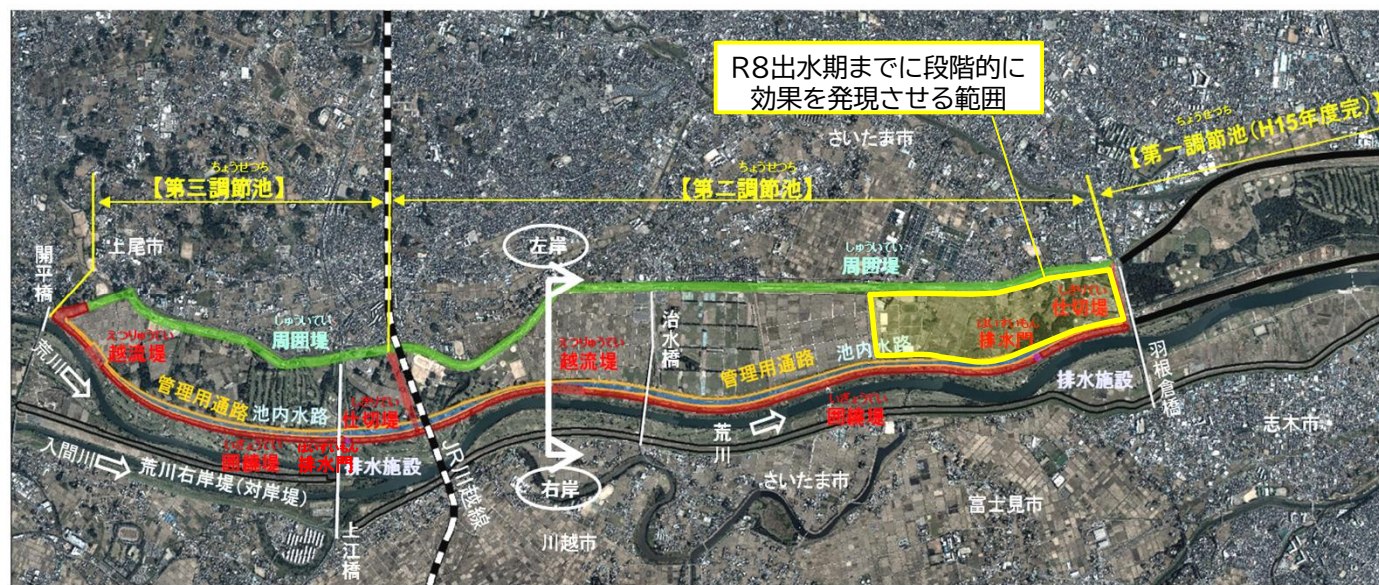 R8出水期までに段階的に
効果を発現させる範囲
さいたま市
ちょうせつち
【第一調節池(H15年度完)】
ちょうせつち
【第三調節池】
ちょうせつち
【第二調節池】
開平橋
上尾市
左岸
しゅういてい
周囲堤
しきりてい
仕切堤
はいすいもん
排水門
えつりゅうてい
越流堤
しゅういてい
周囲堤
えつりゅうてい
越流堤
治水橋
管理用通路
池内水路
排水施設
羽根倉橋
荒川
管理用通路
池内水路
しきりてい
仕切堤
いぎょうてい
囲繞堤
荒川
志木市
入間川
荒川右岸堤(対岸堤)
いぎょうてい
囲繞堤
はいすいもん
排水門
排水施設
JR川越線
右岸
さいたま市
富士見市
上江橋
川越市